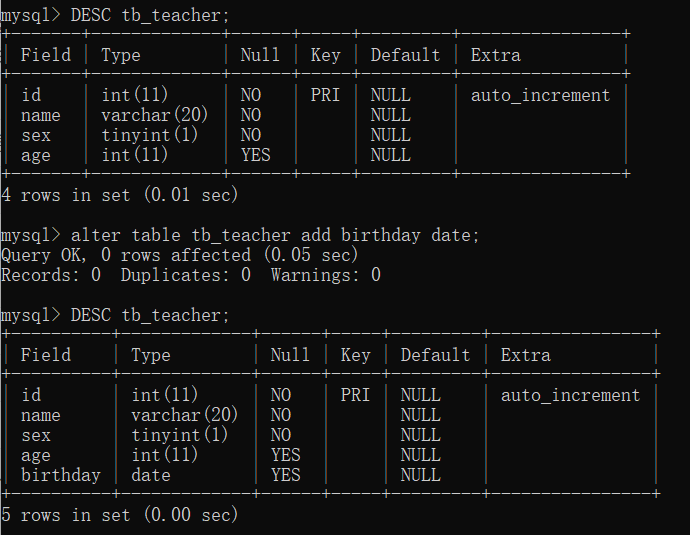 mysql> DESC tb_teacher;
+----------+-------------+------+-----+---------+----------------+
| Field | Type | Null | Key | Default | Extra |
+-------+-------------+------+-----+---------+----------------+
| id | int(11) | NO | PRI | NULL | auto_increment |
| name | varchar(20) | NO | | NULL | |
| sex | tinyint(1) | NO | | NULL | |
| age | int(11) | YES | | NULL | |
+-------+-------------+------+-----+---------+----------------+
4 rows in set (0.01 sec)
mysql> alter table tb_teacher add birthday date;
Query OK, 0 rows affected (0.05 sec)
Records: 0  Duplicates: 0  Warnings: 0
mysql> DESC tb_teacher;
+----------+-------------+------+-----+---------+----------------+
| Field | Type | Null | Key | Default | Extra |
+----------+-------------+------+-----+---------+----------------+
| id | int(11) | NO | PRI | NULL | auto_increment |
| name | varchar(20) | NO | | NULL | |
| sex | tinyint(1) | NO | | NULL | |
| age | int(11) | YES | | NULL | |
| birthday | date | YES | | NULL | |
+----------+-------------+------+-----+---------+----------------+
5 rows in set (0.00 sec)